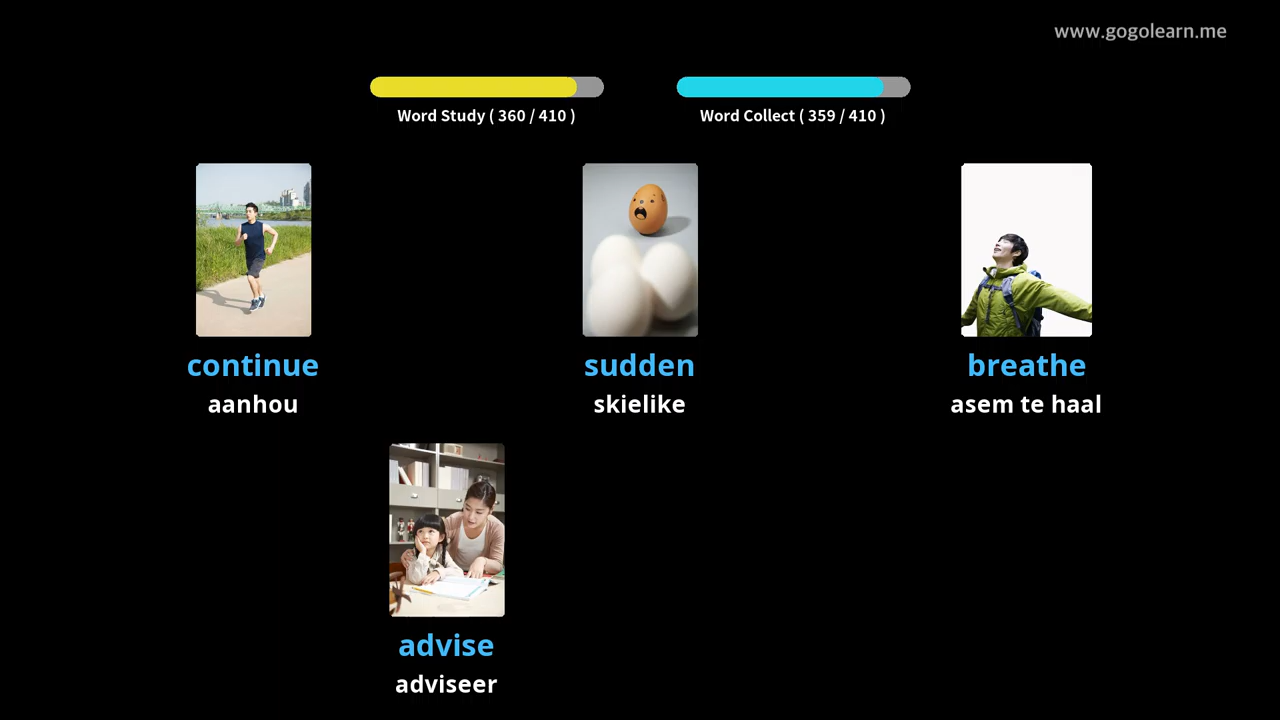 www.gogolearn.me
Word Study ( 360 / 410 )
Word Collect ( 359 / 410 )
continue
aanhou
sudden
skielike
breathe
asem te haal
advise
adviseer